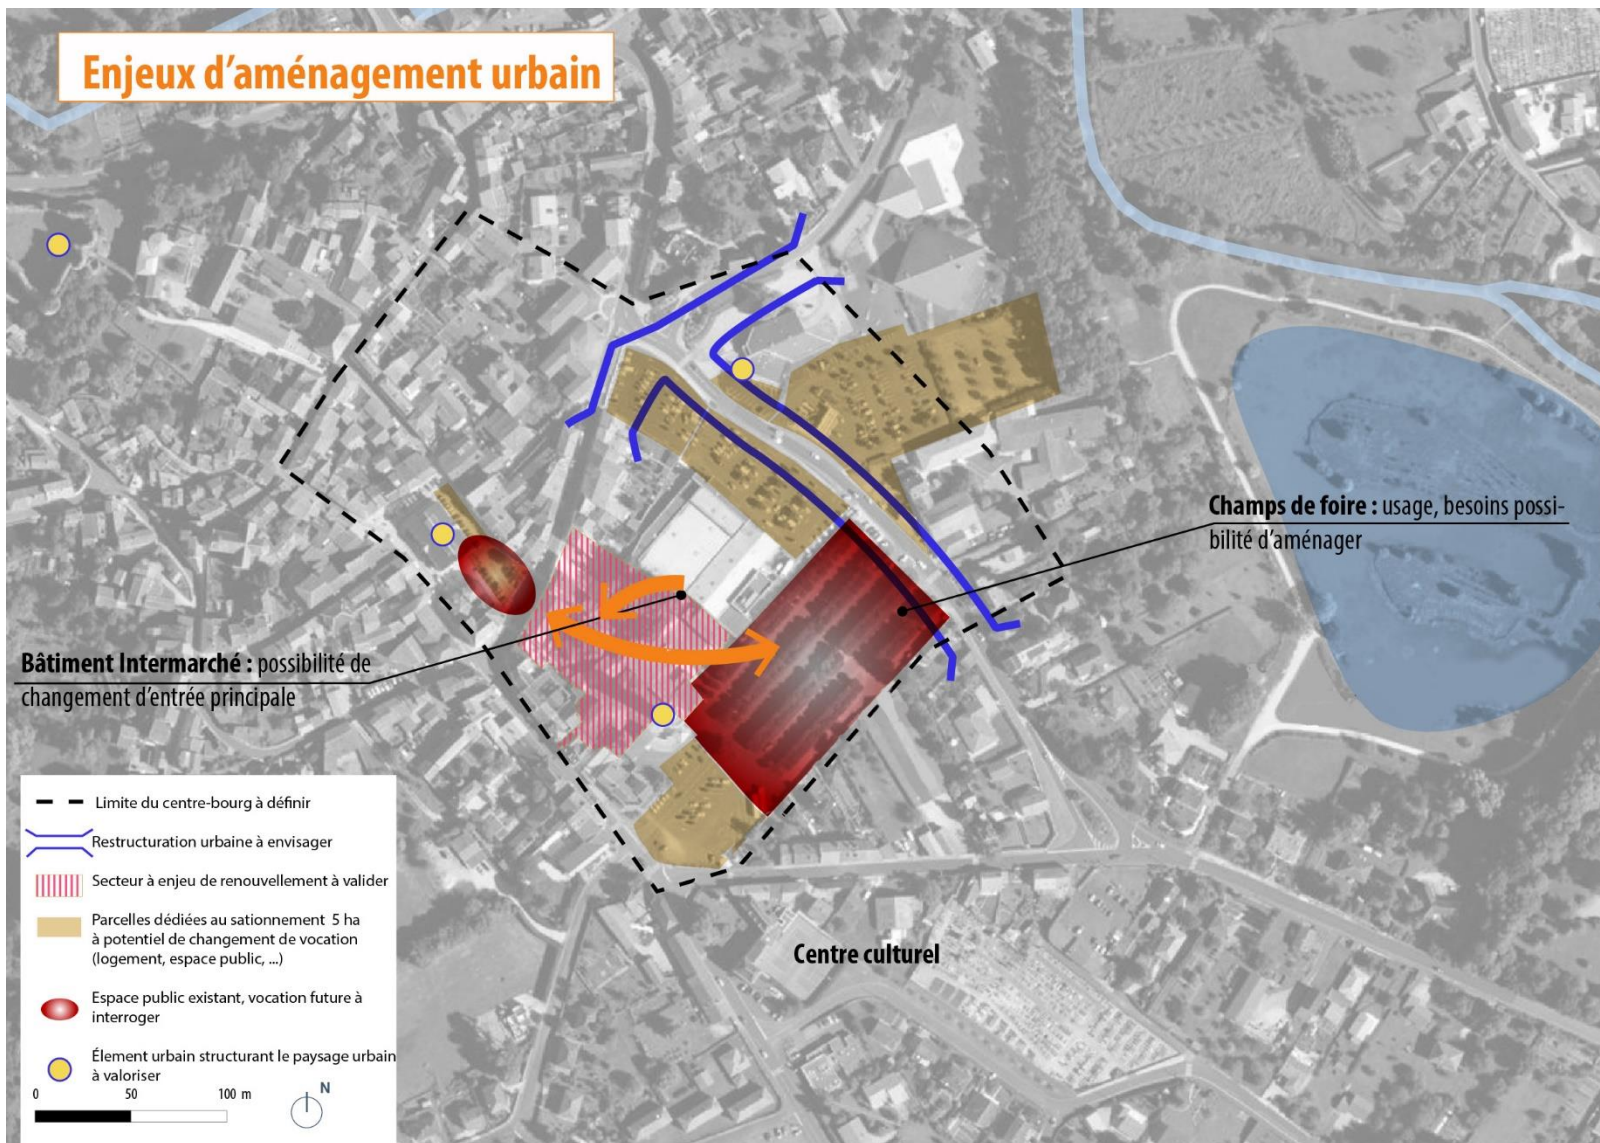 Enjeux d'aménagement urbain
Champs de foire : usage, besoins possi-
bilité d'aménager
Bâtiment Intermarché : possibilité de
changement d'entrée principale
Limite du centre-bourg à définir
Restructuration urbaine à envisager
Secteur à enjeu de renouvellement à valider
Parcelles dédiées au sationnement 5 ha
à potentiel de changement de vocation
(logement, espace public, ...)
Espace public existant, vocation future à
interroger
Élement urbain structurant le paysage urbain
à valoriser
0 50 100 m
N
Centre culturel